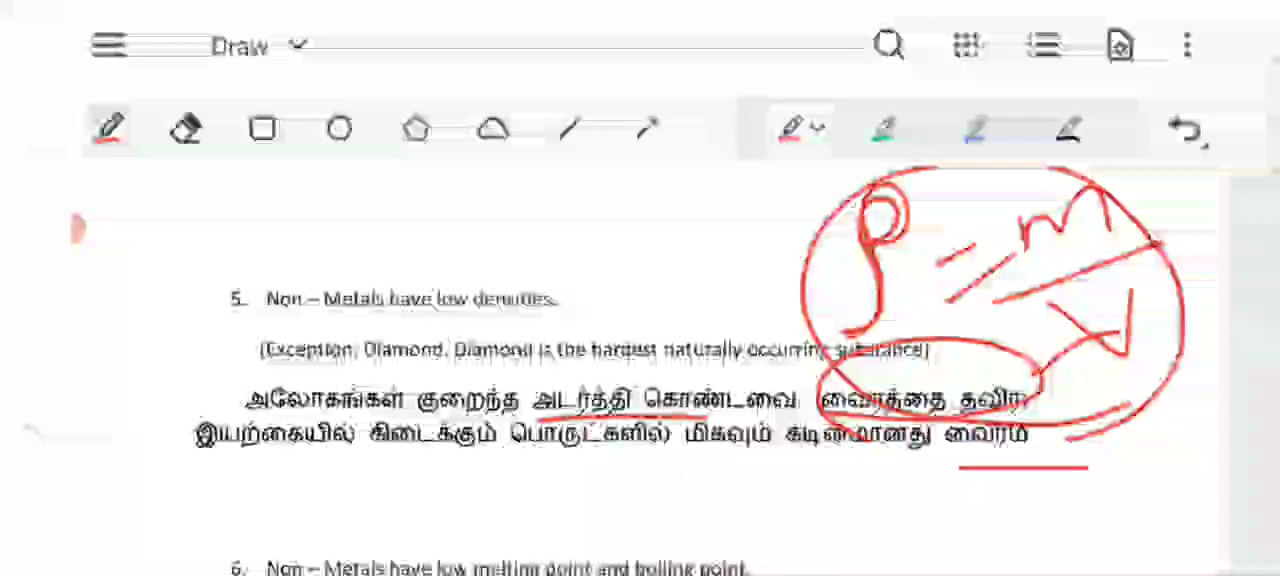 Draw
5. Non – Metals have low densities.
(Exception, Diamond, Diamond is the hardest naturally occurring substance)
அலோகங்கள் குறைந்த அடர்த்தி கொண்டவை வைரத்தை தவிர
இயற்கையில் கிடைக்கும் பொருட்களில் மிகவும் கடினமானது வைரம்
6. Non – Metals have low melting point and boiling point.